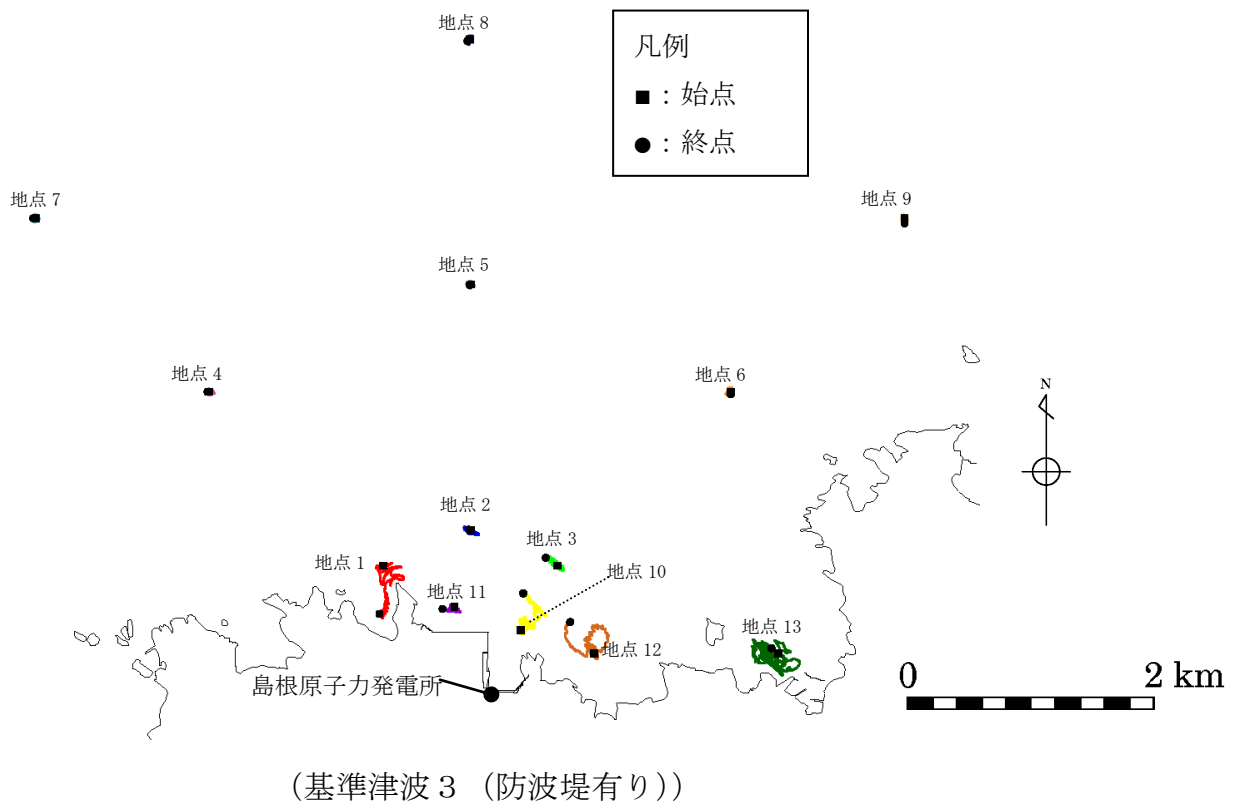 地点 8
凡例
■：始点
●：終点
地点 7
地点 9
地点 5
地点 4
地点 6
N
地点 2
地点 3
地点 1
地点 10
地点 11
地点 12
地点 13
島根原子力発電所
0 2 km
(基準津波３（防波堤有り))